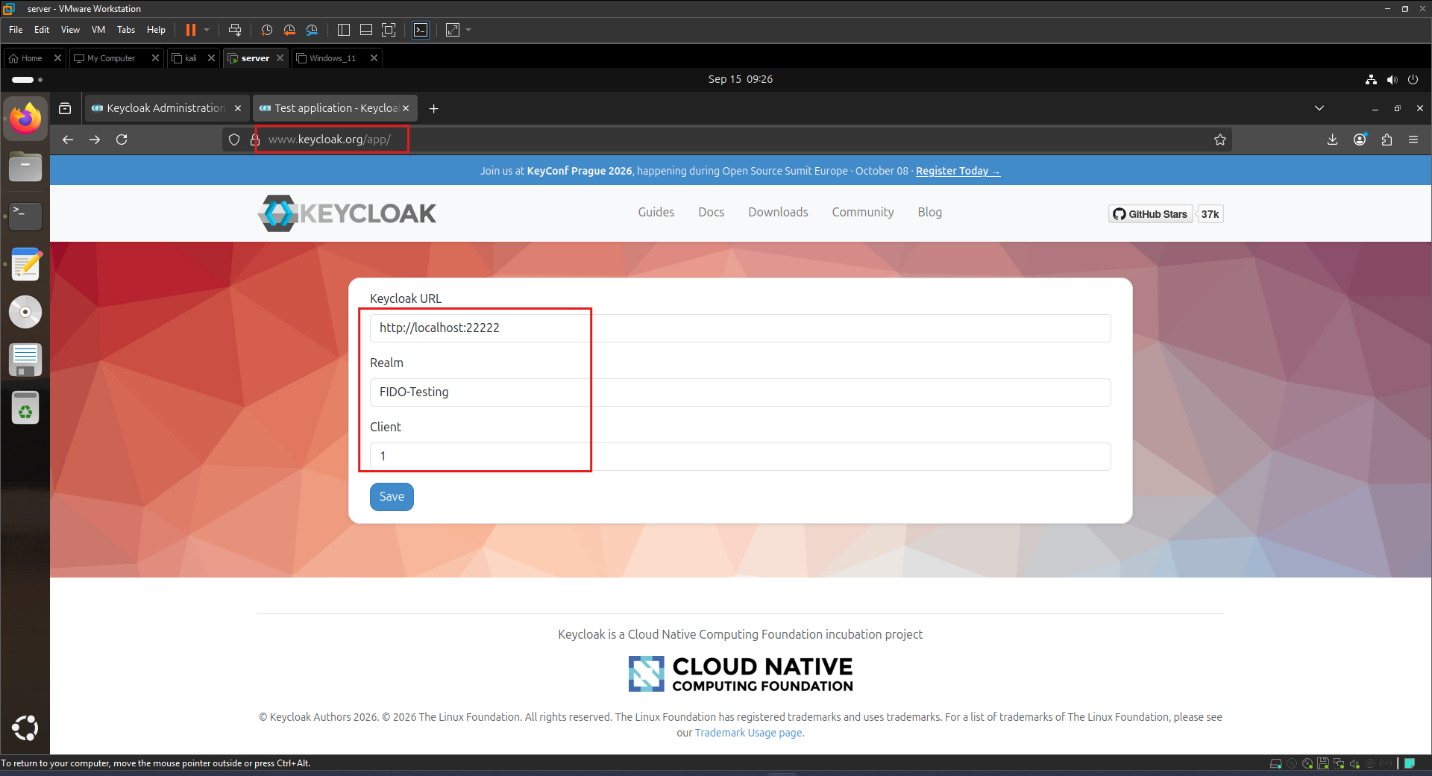 server - VMware Workstation
File Edit View VM Tabs Help
Home My Computer kali server Windows_11
Sep 15 09:26
Keycloak Administration Test application - Keycloa
www.keycloak.org/app/
Join us at KeyConf Prague 2026, happening during Open Source Sumit Europe · October 08 · Register Today →
KEYCLOAK Guides Docs Downloads Community Blog GitHub Stars 37k
Keycloak URL
http://localhost:22222
Realm
FIDO-Testing
Client
1
Save
Keycloak is a Cloud Native Computing Foundation incubation project
CLOUD NATIVE
COMPUTING FOUNDATION
© Keycloak Authors 2026. © 2026 The Linux Foundation. All rights reserved. The Linux Foundation has registered trademarks and uses trademarks. For a list of trademarks of The Linux Foundation, please see
our Trademark Usage page.
To return to your computer, move the mouse pointer outside or press Ctrl+Alt.